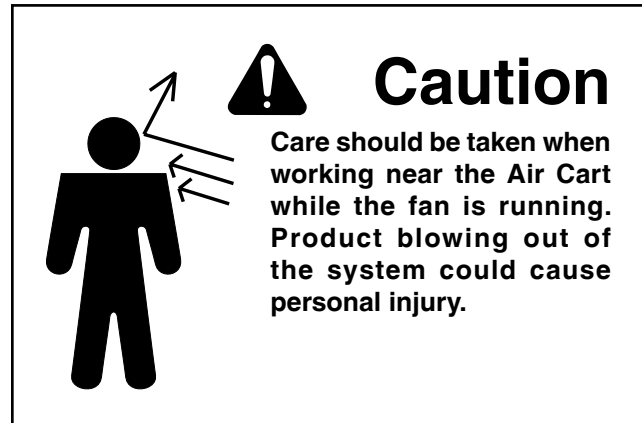 Caution
Care should be taken when
working near the Air Cart
while the fan is running.
Product blowing out of
the system could cause
personal injury.